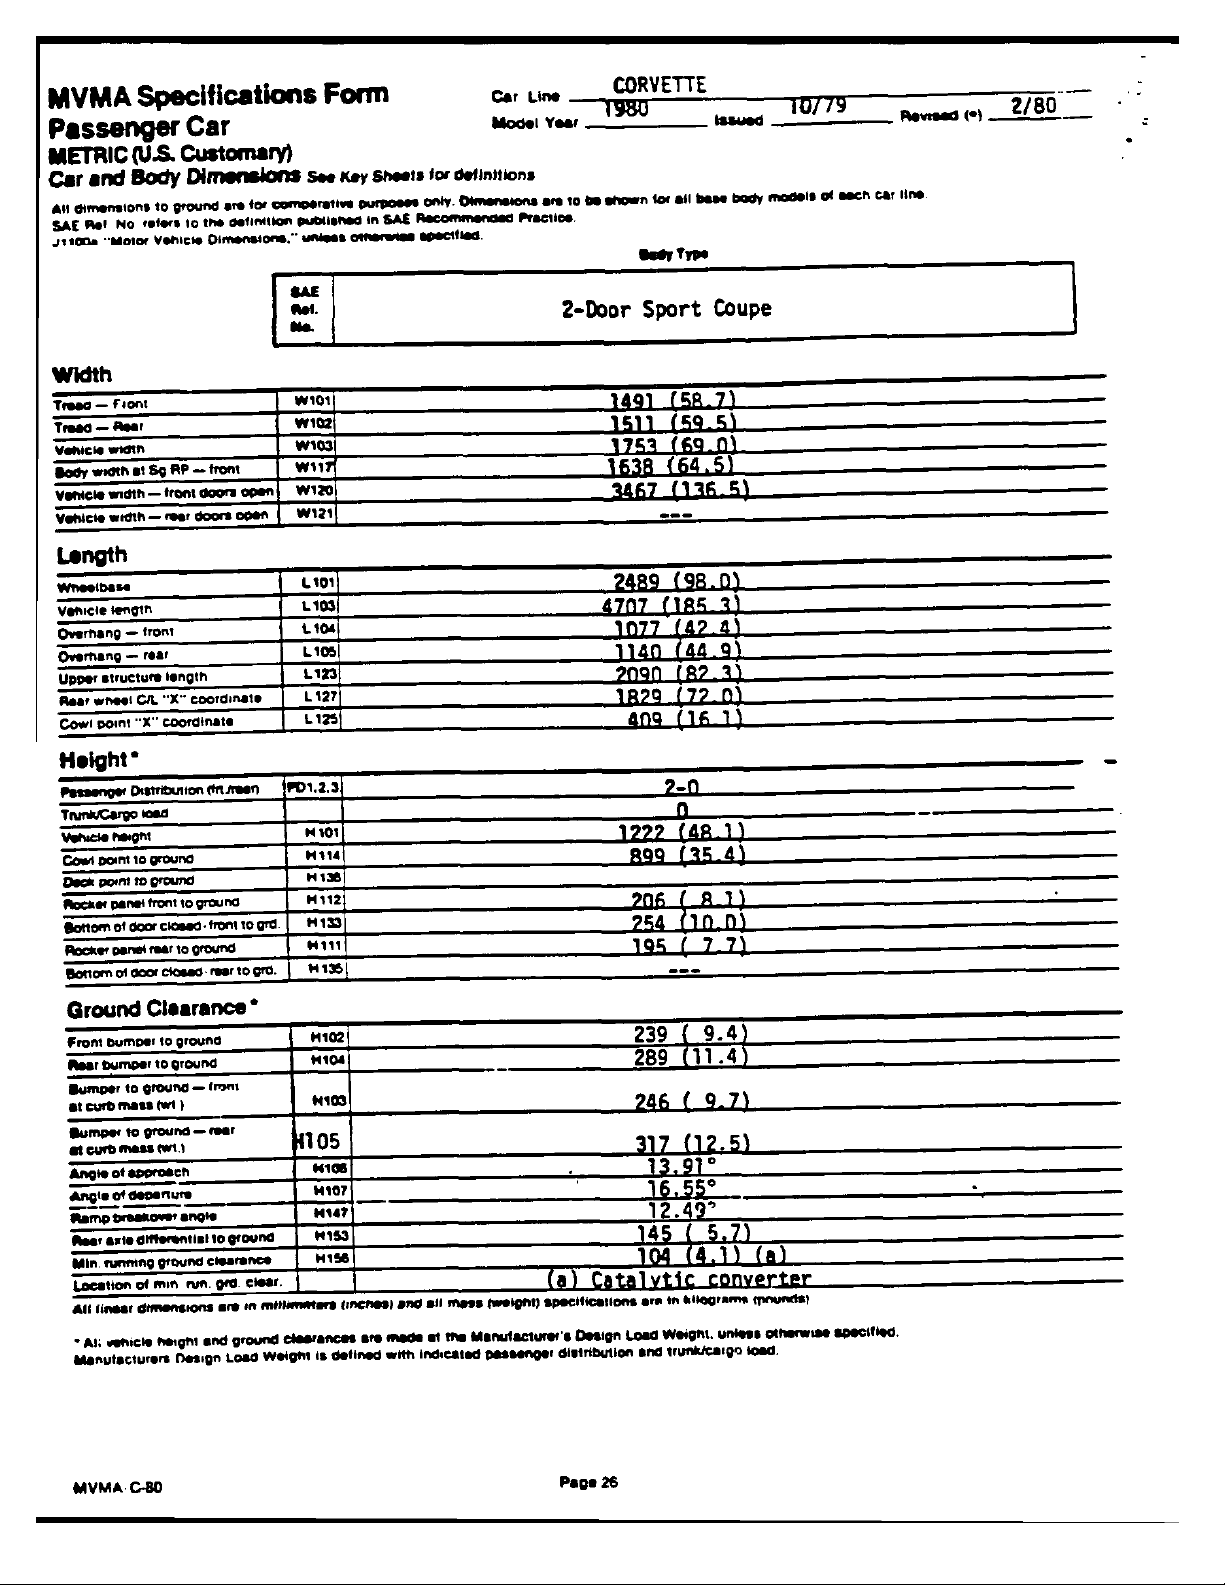 MVMA Specifications Form
Passenger Car
METRIC (U.S. Customary)
Car and Body Dimensions See Key Sheets for definitions
Car Line CORVETTE
Model Year 1980 Issued 10/79 Revised (•) 2/80
All dimensions to ground are for comparative purposes only. Dimensions are to be shown for all base body models of each car line.
SAE Ref. No. refers to the definition published in SAE Recommended Practice.
J1100a "Motor Vehicle Dimensions," unless otherwise specified.
Body Type
SAE Ref. No. 2-Door Sport Coupe
Width
Tread — Front W101 1491 (58.7)
Tread — Rear W102 1511 (59.5)
Vehicle width W103 1753 (69.0)
Body width at Sg RP — front W117 1638 (64.5)
Vehicle width — front doors open W120 3467 (136.5)
Vehicle width — rear doors open W121 ---
Length
Wheelbase L101 2489 (98.0)
Vehicle length L103 4707 (185.3)
Overhang — front L104 1077 (42.4)
Overhang — rear L105 1140 (44.9)
Upper structure length L123 2090 (82.3)
Rear wheel C/L "X" coordinate L127 1829 (72.0)
Cowl point "X" coordinate L125 409 (16.1)
Height*
Passenger Distribution (frt./rear) PD1.2.3 2-0
Trunk/Cargo load 0
Vehicle height H101 1222 (48.1)
Cowl point to ground H114 899 (35.4)
Deck point to ground H138
Rocker panel front to ground H112 206 ( 8.1)
Bottom of door closed-front to grd. H133 254 (10.0)
Rocker panel rear to ground H111 195 ( 7.7)
Bottom of door closed-rear to grd. H135 ---
Ground Clearance*
Front bumper to ground H102 239 ( 9.4)
Rear bumper to ground H104 289 (11.4)
Bumper to ground — front
at curb mass (wt.) H103 246 ( 9.7)
Bumper to ground — rear
at curb mass (wt.) H105 317 (12.5)
Angle of approach H106 13.91°
Angle of departure H107 16.55°
Ramp breakover angle H147 12.49°
Rear axle differential to ground H153 145 ( 5.7)
Min. running ground clearance H156 104 (4.1) (a)
Location of min. run. grd. clear. (a) Catalytic converter
All linear dimensions are in millimeters (inches) and all mass (weight) specifications are in kilograms (pounds)
* All vehicle height and ground clearances are made at the Manufacturer's Design Load Weight, unless otherwise specified.
Manufacturers Design Load Weight is defined with indicated passenger distribution and trunk/cargo load.
MVMA-C-80
Page 26